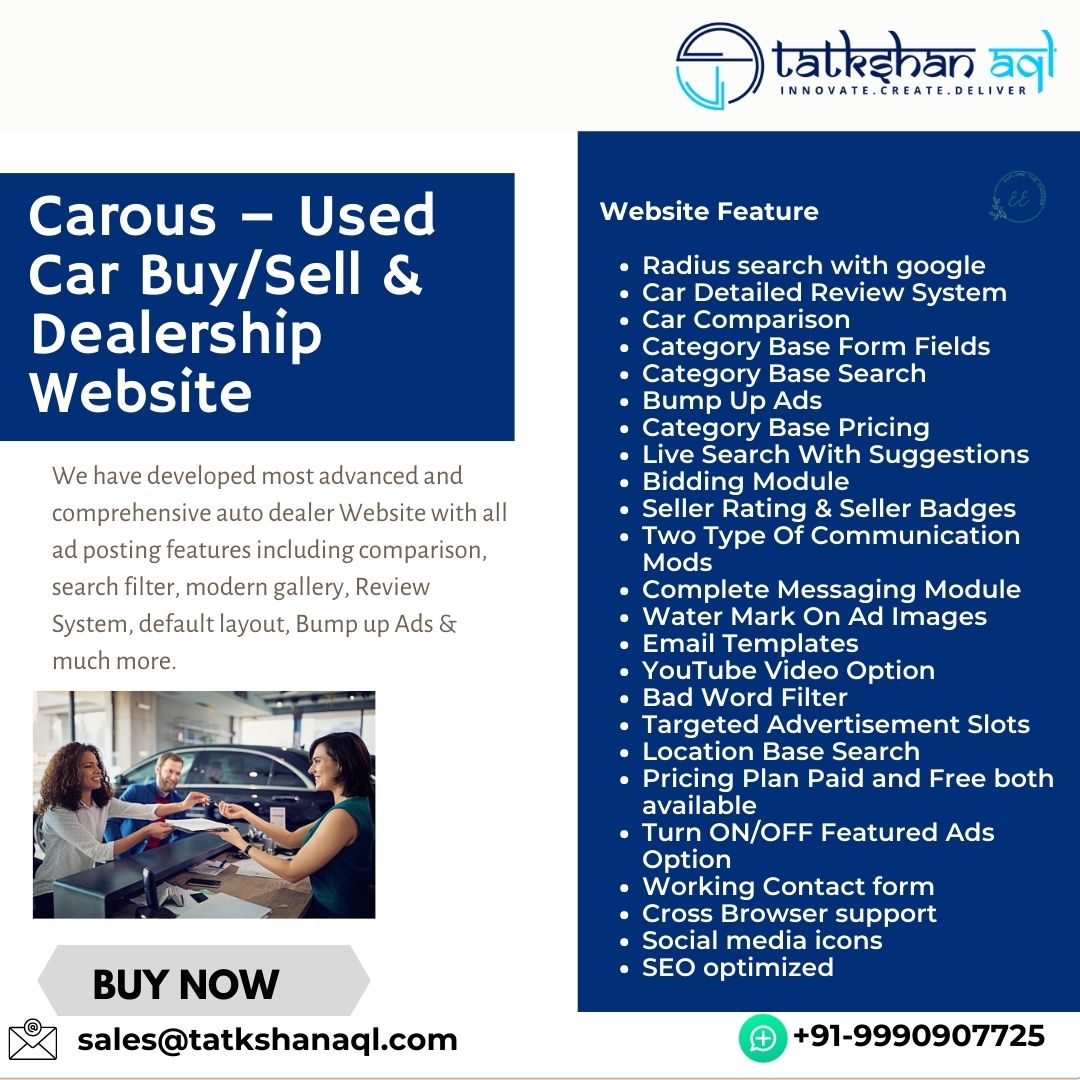 tatkshan aql
INNOVATE.CREATE.DELIVER
Carous – Used
Car Buy/Sell &
Dealership
Website
We have developed most advanced and
comprehensive auto dealer Website with all
ad posting features including comparison,
search filter, modern gallery, Review
System, default layout, Bump up Ads &
much more.
BUY NOW
sales@tatkshanaql.com
EE
Website Feature
• Radius search with google
• Car Detailed Review System
• Car Comparison
• Category Base Form Fields
• Category Base Search
• Bump Up Ads
• Category Base Pricing
• Live Search With Suggestions
• Bidding Module
• Seller Rating & Seller Badges
• Two Type Of Communication
Mods
• Complete Messaging Module
• Water Mark On Ad Images
• Email Templates
• YouTube Video Option
• Bad Word Filter
• Targeted Advertisement Slots
• Location Base Search
• Pricing Plan Paid and Free both
available
• Turn ON/OFF Featured Ads
Option
• Working Contact form
• Cross Browser support
• Social media icons
• SEO optimized
+91-9990907725